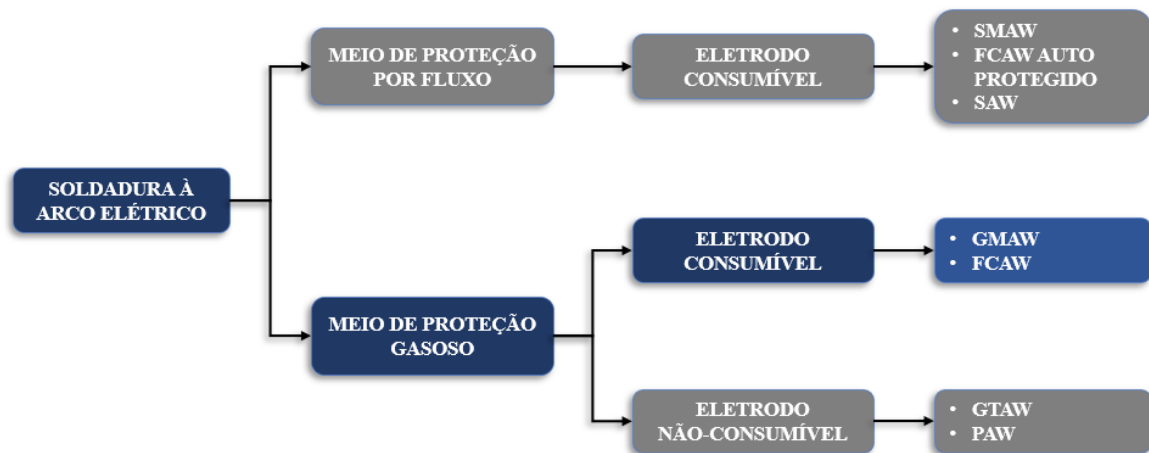 MEIO DE PROTEÇÃO
POR FLUXO
ELETRODO
CONSUMÍVEL
• SMAW
• FCAW AUTO
PROTEGIDO
• SAW
SOLDADURA À
ARCO ELÉTRICO
ELETRODO
CONSUMÍVEL
• GMAW
• FCAW
MEIO DE PROTEÇÃO
GASOSO
ELETRODO
NÃO-CONSUMÍVEL
• GTAW
• PAW